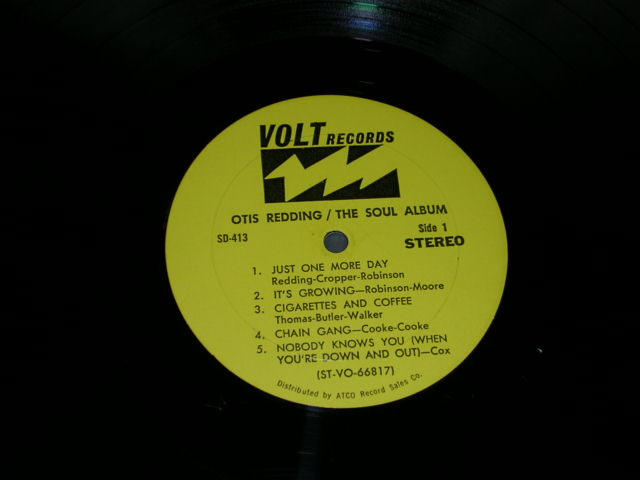 VOLT RECORDS
OTIS REDDING / THE SOUL ALBUM
SD-413
Side 1
STEREO
1. JUST ONE MORE DAY
Redding-Cropper-Robinson
2. IT'S GROWING—Robinson-Moore
3. CIGARETTES AND COFFEE
Thomas-Butler-Walker
4. CHAIN GANG—Cooke-Cooke
5. NOBODY KNOWS YOU (WHEN
YOU'RE DOWN AND OUT)—Cox
(ST-VO-66817)
Distributed by ATCO Record Sales Co.